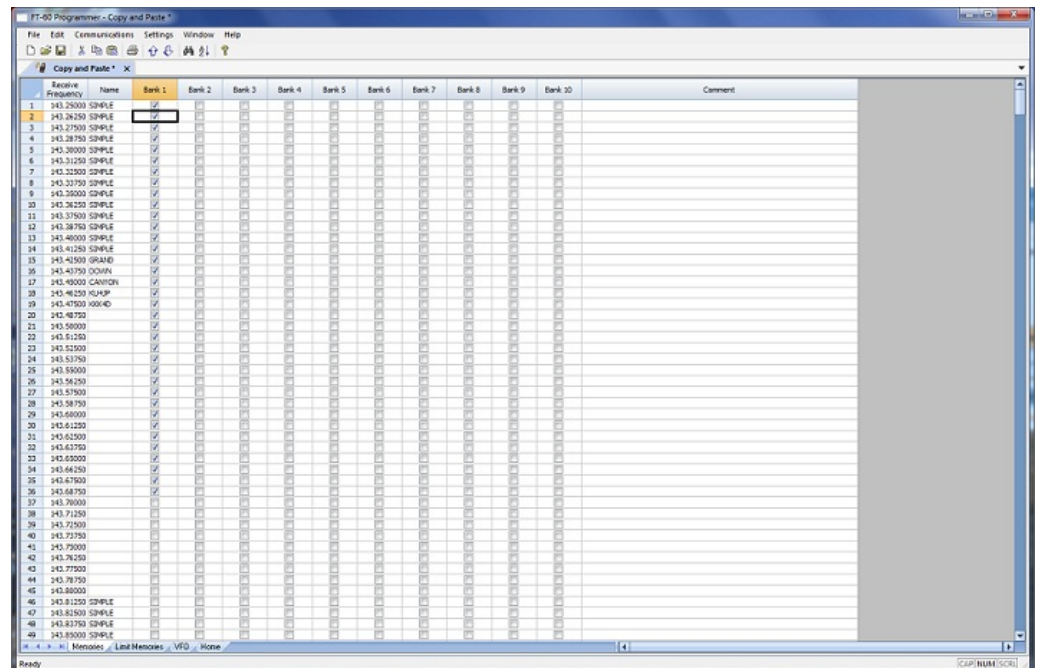 FT-60 Programmer - Copy and Paste *
File Edit Communications Settings Window Help
Copy and Paste * X
Receive Frequency Name Bank 1 Bank 2 Bank 3 Bank 4 Bank 5 Bank 6 Bank 7 Bank 8 Bank 9 Bank 10 Comment
1 143.25000 SIMPLE
2 143.26250 SIMPLE
3 143.27500 SIMPLE
4 143.28750 SIMPLE
5 143.30000 SIMPLE
6 143.31250 SIMPLE
7 143.32500 SIMPLE
8 143.33750 SIMPLE
9 143.35000 SIMPLE
10 143.36250 SIMPLE
11 143.37500 SIMPLE
12 143.38750 SIMPLE
13 143.40000 SIMPLE
14 143.41250 SIMPLE
15 143.42500 GRAND
16 143.43750 DOWN
17 143.45000 CANYON
18 143.46250
19 143.47500
20 143.48750
21 143.50000
22 143.51250
23 143.52500
24 143.53750
25 143.55000
26 143.56250
27 143.57500
28 143.58750
29 143.60000
30 143.61250
31 143.62500
32 143.63750
33 143.65000
34 143.66250
35 143.67500
36 143.68750
37 143.70000
38 143.71250
39 143.72500
40 143.73750
41 143.75000
42 143.76250
43 143.77500
44 143.78750
45 143.80000
46 143.81250 SIMPLE
47 143.82500 SIMPLE
48 143.83750 SIMPLE
49 143.85000 SIMPLE
Memories Limit Memories VFO Home
Ready CAP NUM SCRL